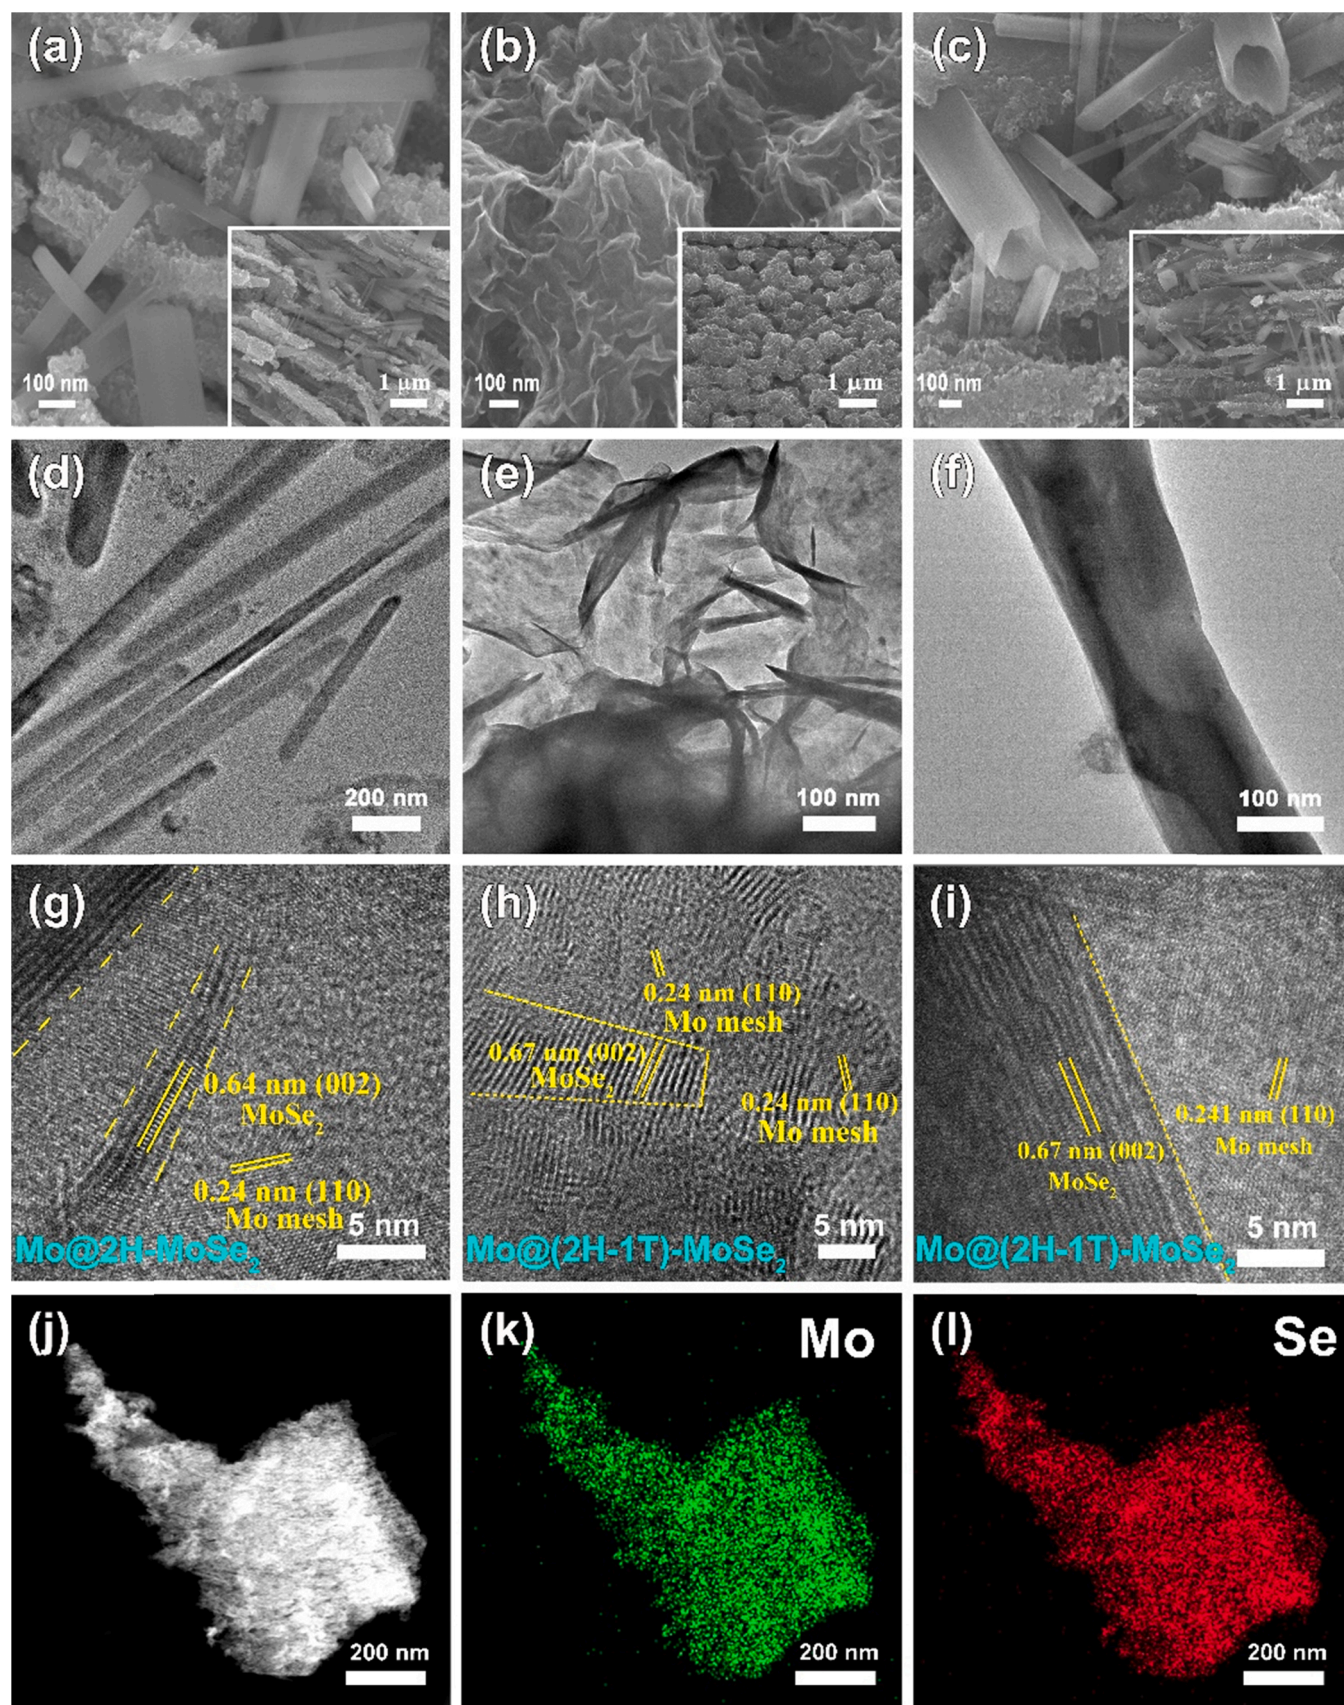 (a)
100 nm
1 μm
(b)
100 nm
1 μm
(c)
100 nm
1 μm
(d)
200 nm
(e)
100 nm
(f)
100 nm
(g)
0.64 nm (002)
MoSe₂
0.24 nm (110)
Mo mesh
5 nm
Mo@2H-MoSe₂
(h)
0.24 nm (110)
Mo mesh
0.67 nm (002)
MoSe₂
0.24 nm (110)
Mo mesh
5 nm
Mo@(2H-1T)-MoSe₂
(i)
0.241 nm (110)
Mo mesh
0.67 nm (002)
MoSe₂
5 nm
Mo@(2H-1T)-MoSe₂
(j)
200 nm
(k)
Mo
200 nm
(l)
Se
200 nm